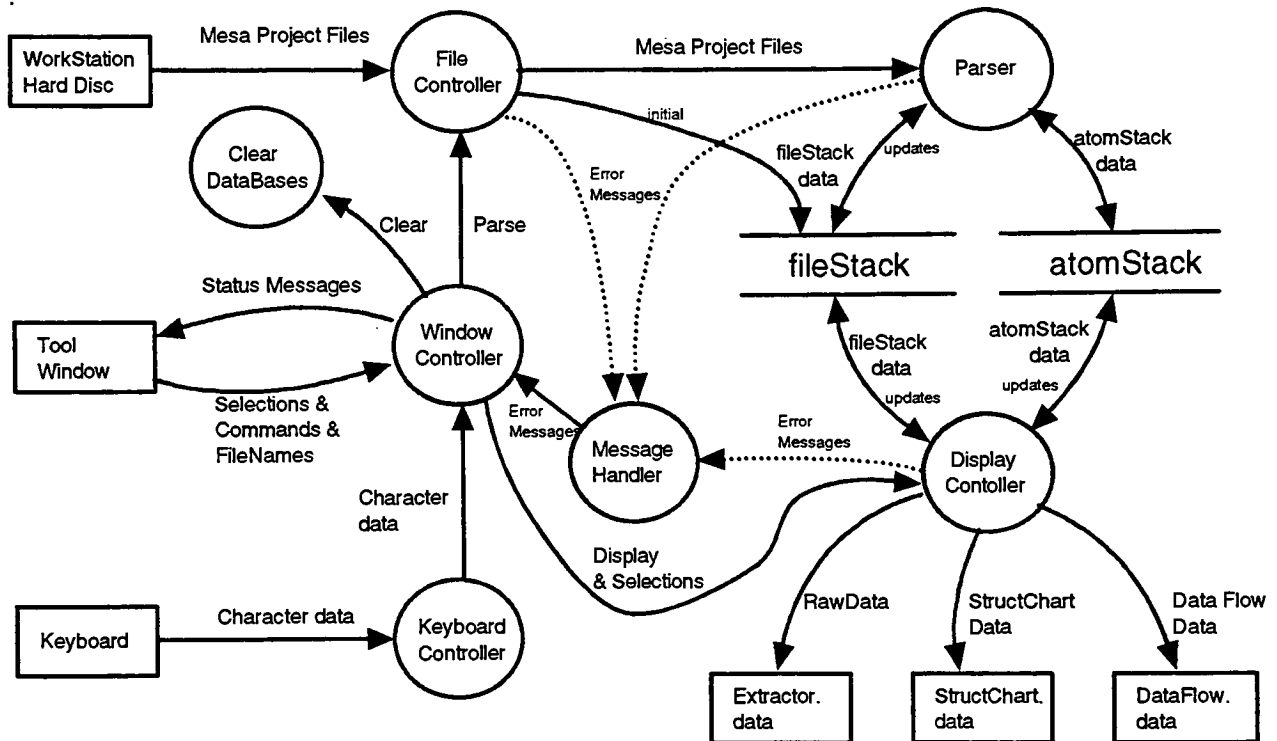 Mesa Project Files
WorkStation
Hard Disc
File
Controller
Mesa Project Files
Parser
initial
Clear
DataBases
Error
Messages
fileStack
data
updates
atomStack
data
Clear
Parse
fileStack
atomStack
Status Messages
Tool
Window
Window
Controller
fileStack
data
updates
atomStack
data
updates
Selections &
Commands &
FileNames
Error
Messages
Message
Handler
Error
Messages
Display
Contoller
Character
data
Display
& Selections
Keyboard
Character data
Keyboard
Controller
RawData
StructChart
Data
Data Flow
Data
Extractor.
data
StructChart.
data
DataFlow.
data